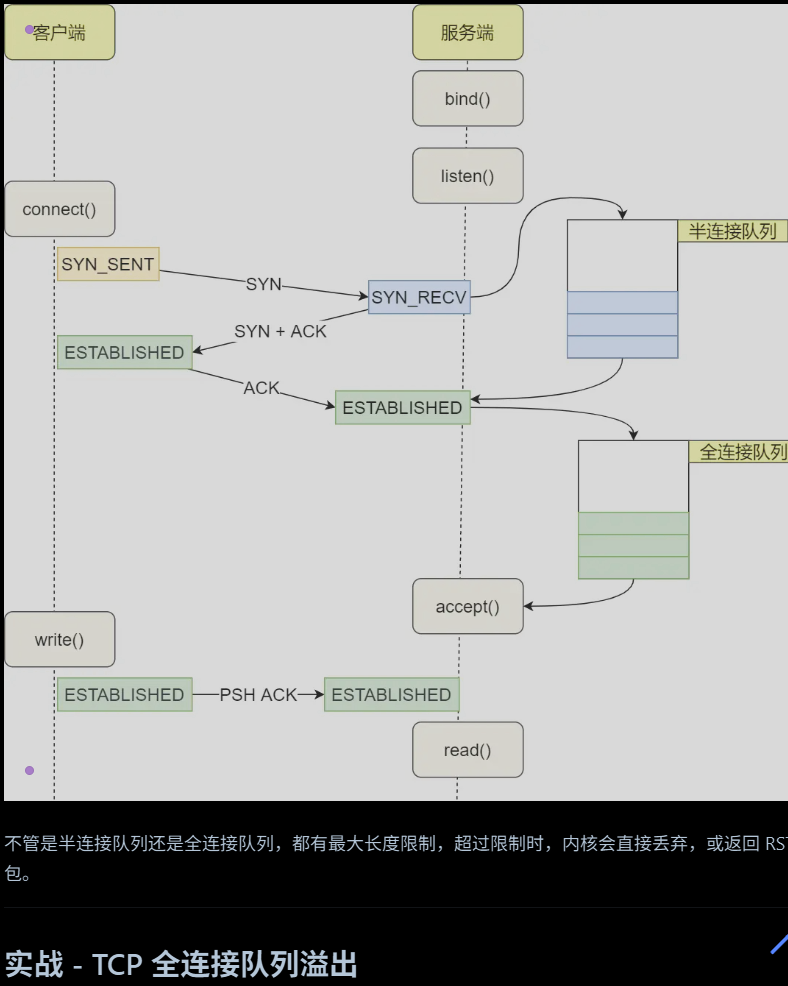 客户端
服务端
bind()
listen()
connect()
半连接队列
SYN_SENT
SYN
SYN_RECV
SYN + ACK
ESTABLISHED
ACK
ESTABLISHED
全连接队列
accept()
write()
ESTABLISHED
PSH ACK
ESTABLISHED
read()
不管是半连接队列还是全连接队列，都有最大长度限制，超过限制时，内核会直接丢弃，或返回 RST
包。
实战 - TCP 全连接队列溢出